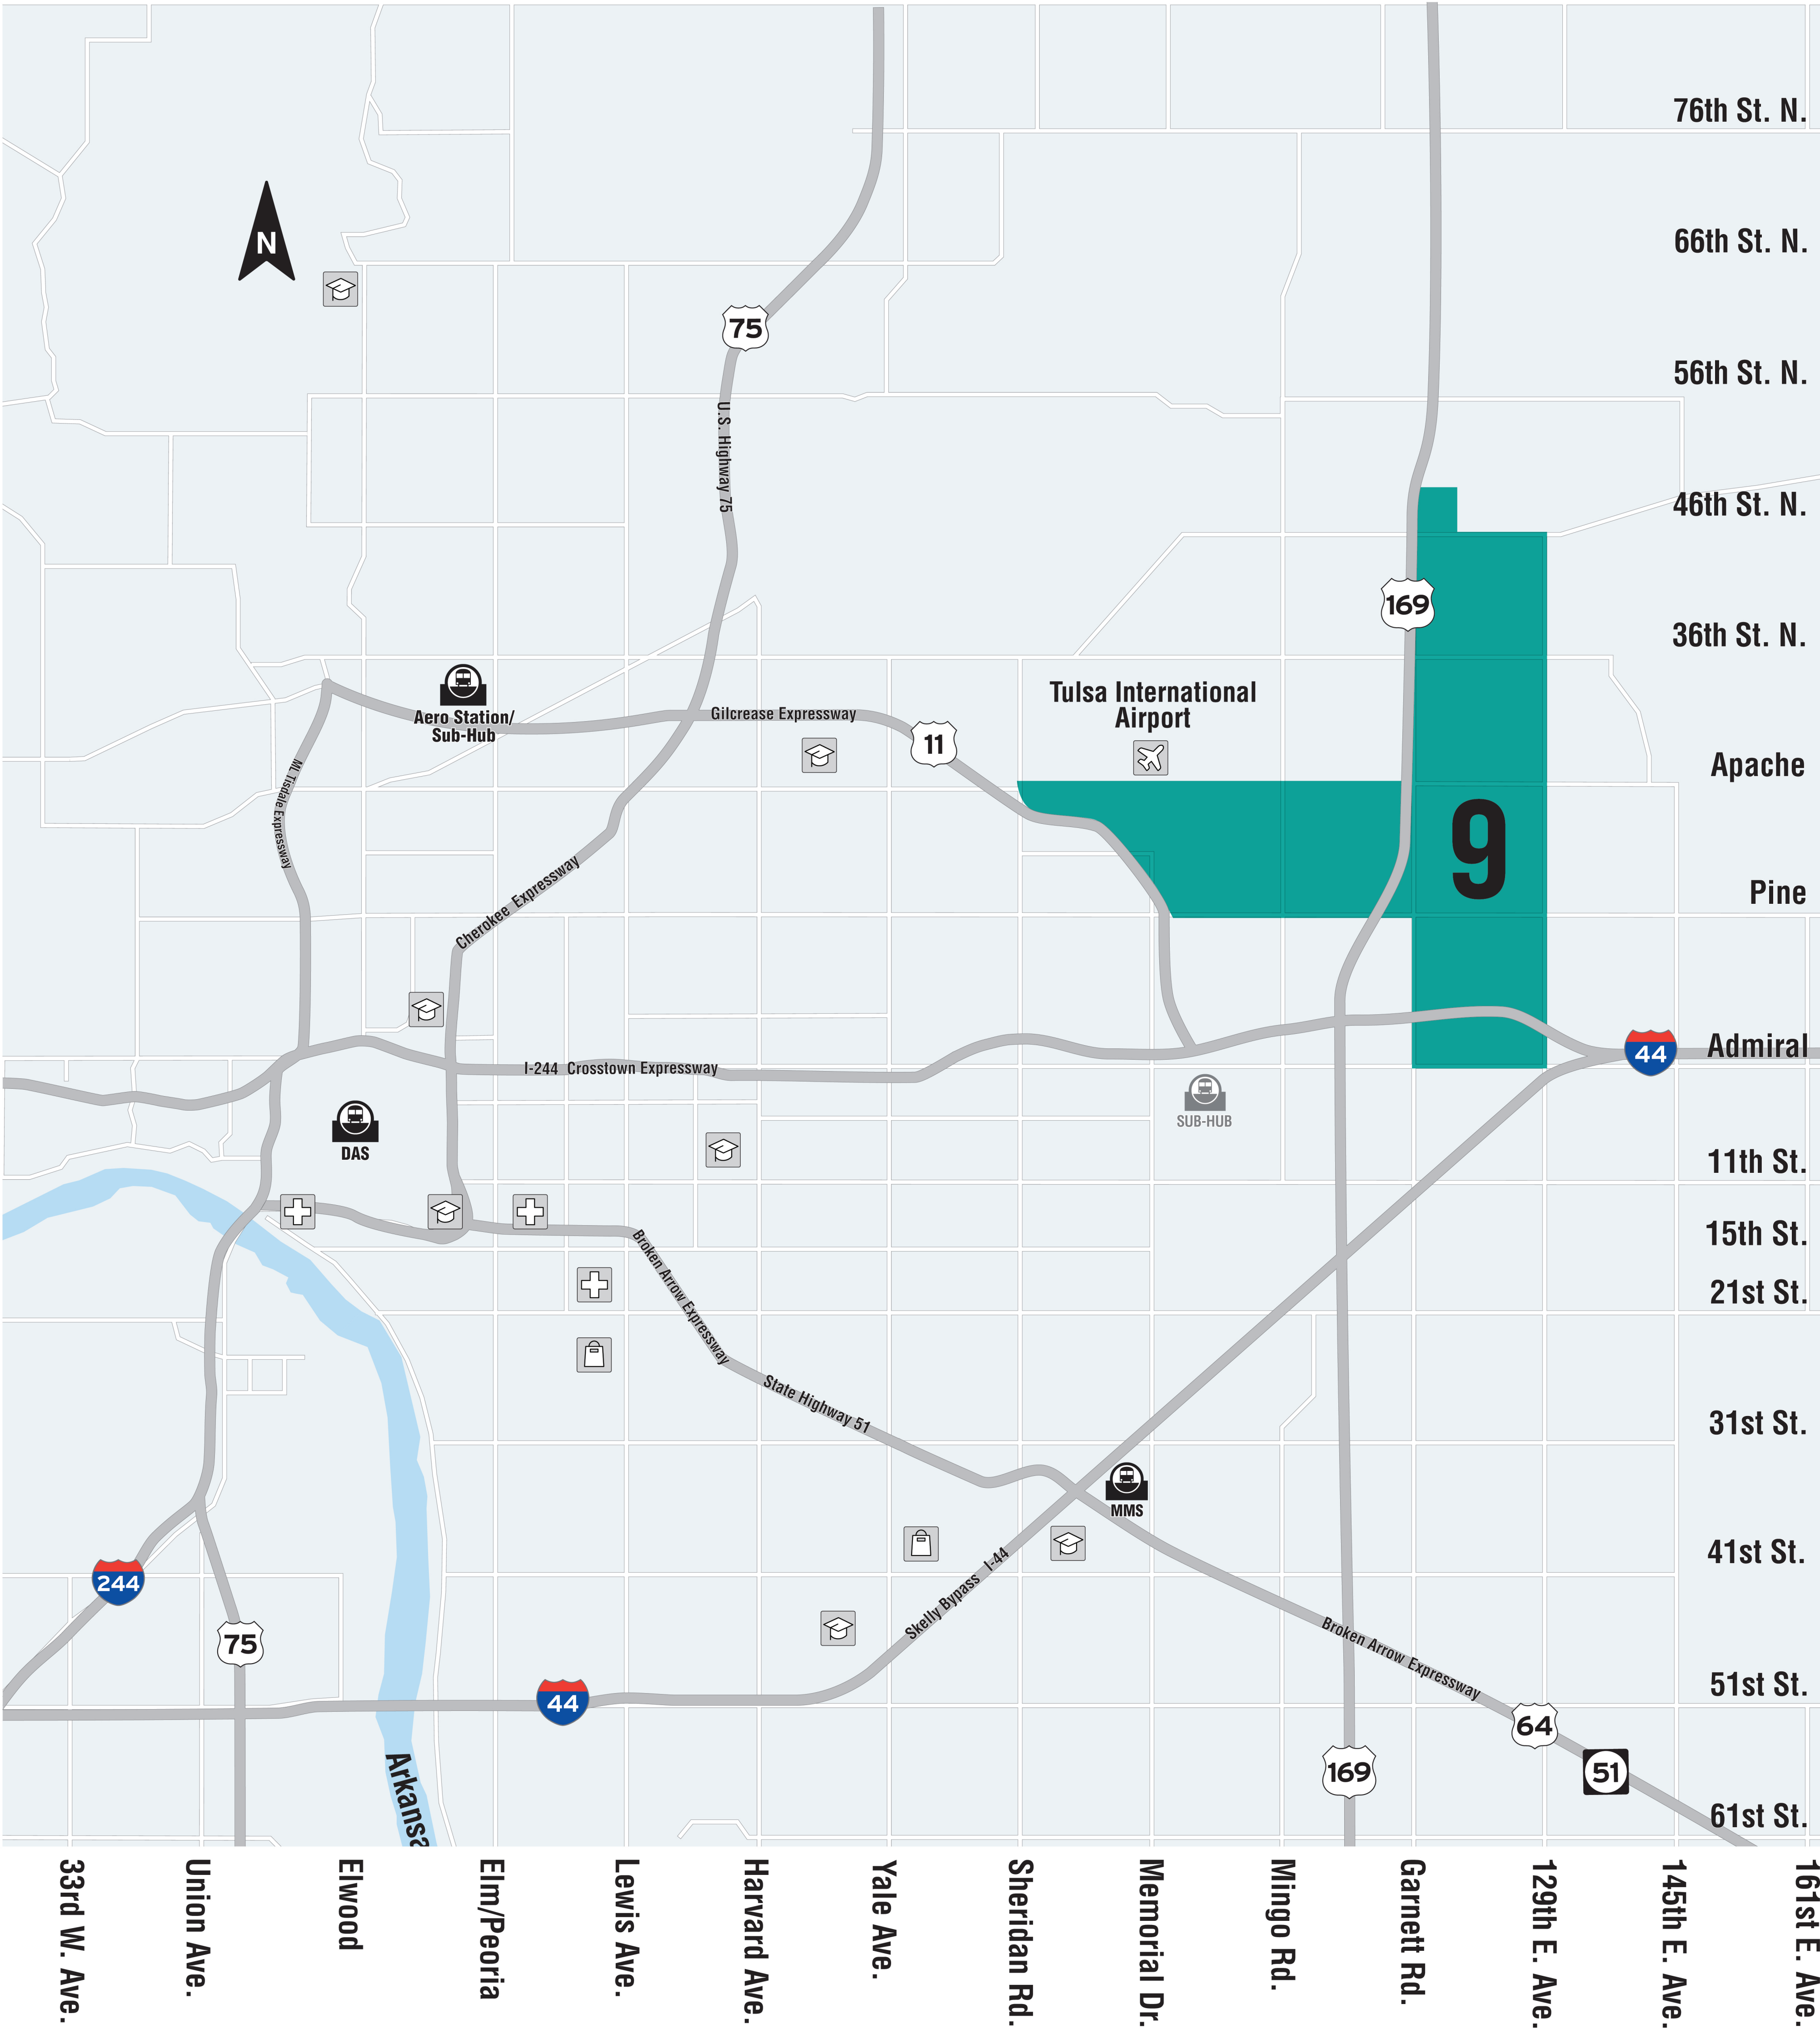 76th St. N.
N
66th St. N.
75
56th St. N.
U.S. Highway 75
46th St. N.
169
36th St. N.
Aero Station/
Sub-Hub
Gilcrease Expressway
11
Tulsa International
Airport
Apache
ML Tisdale Expressway
9
Cherokee Expressway
Pine
I-244 Crosstown Expressway
44
Admiral
SUB-HUB
DAS
11th St.
15th St.
Broken Arrow Expressway
21st St.
State Highway 51
31st St.
MMS
41st St.
244
Skelly Bypass I-44
75
Broken Arrow Expressway
51st St.
44
64
169
51
Arkansa
61st St.
33rd W. Ave.
Union Ave.
Elwood
Elm/Peoria
Lewis Ave.
Harvard Ave.
Yale Ave.
Sheridan Rd.
Memorial Dr.
Mingo Rd.
Garnett Rd.
129th E. Ave.
145th E. Ave.
161st E. Ave.